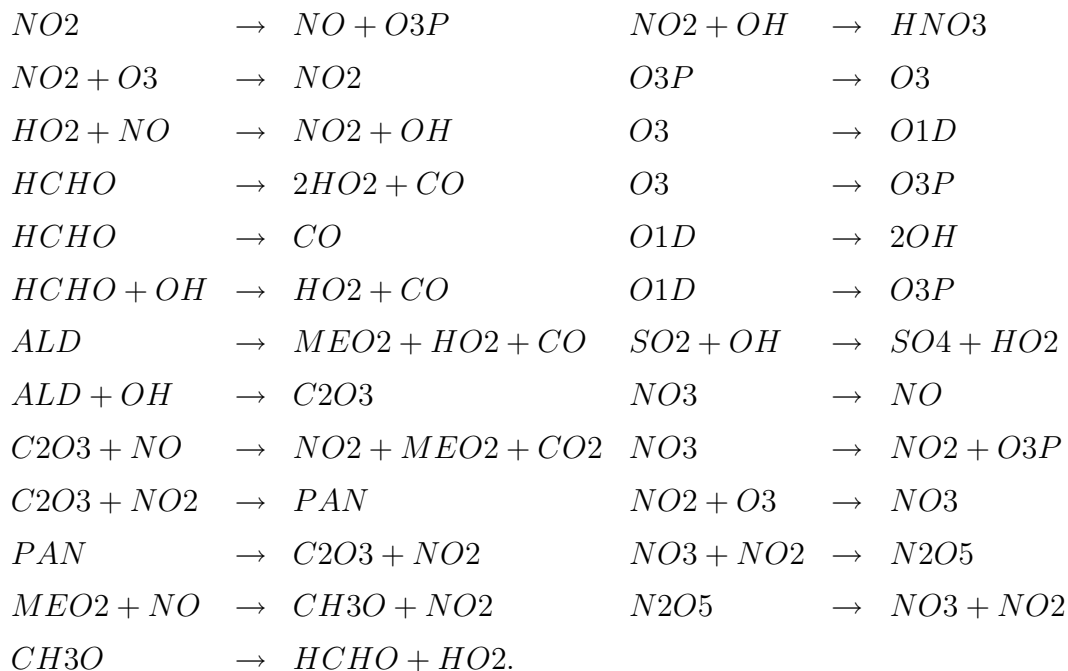 NO2 → NO + O3P NO2 + OH → HNO3
NO2 + O3 → NO2 O3P → O3
HO2 + NO → NO2 + OH O3 → O1D
HCHO → 2HO2 + CO O3 → O3P
HCHO → CO O1D → 2OH
HCHO + OH → HO2 + CO O1D → O3P
ALD → MEO2 + HO2 + CO SO2 + OH → SO4 + HO2
ALD + OH → C2O3 NO3 → NO
C2O3 + NO → NO2 + MEO2 + CO2 NO3 → NO2 + O3P
C2O3 + NO2 → PAN NO2 + O3 → NO3
PAN → C2O3 + NO2 NO3 + NO2 → N2O5
MEO2 + NO → CH3O + NO2 N2O5 → NO3 + NO2
CH3O → HCHO + HO2.